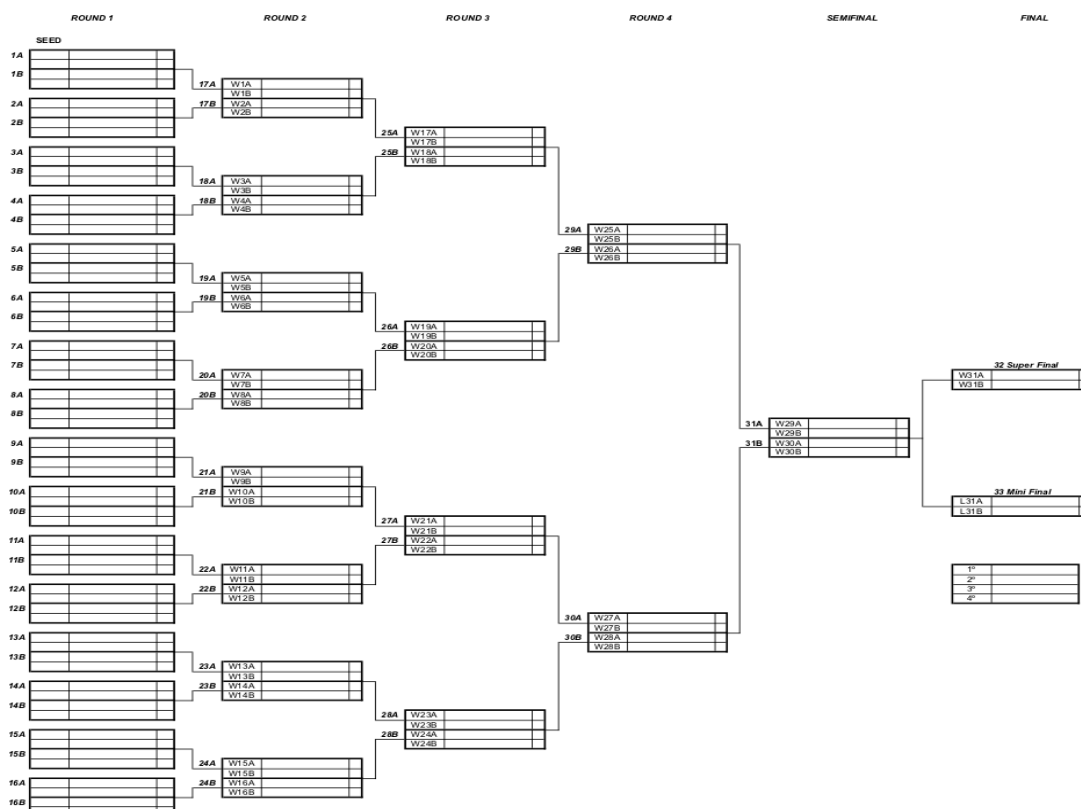 ROUND 1
ROUND 2
ROUND 3
ROUND 4
SEMIFINAL
FINAL
SEED
1A
1B
2A
2B
3A
3B
4A
4B
5A
5B
6A
6B
7A
7B
8A
8B
9A
9B
10A
10B
11A
11B
12A
12B
13A
13B
14A
14B
15A
15B
16A
16B
17A W1A
W1B
17B W2A
W2B
18A W3A
W3B
18B W4A
W4B
19A W5A
W5B
19B W6A
W6B
20A W7A
W7B
20B W8A
W8B
21A W9A
W9B
21B W10A
W10B
22A W11A
W11B
22B W12A
W12B
23A W13A
W13B
23B W14A
W14B
24A W15A
W15B
24B W16A
W16B
25A W17A
W17B
25B W18A
W18B
26A W19A
W19B
26B W20A
W20B
27A W21A
W21B
27B W22A
W22B
28A W23A
W23B
28B W24A
W24B
29A W25A
W25B
29B W26A
W26B
30A W27A
W27B
30B W28A
W28B
31A W29A
W29B
31B W30A
W30B
32 Super Final
W31A
W31B
33 Mini Final
L31A
L31B
1º
2º
3º
4º